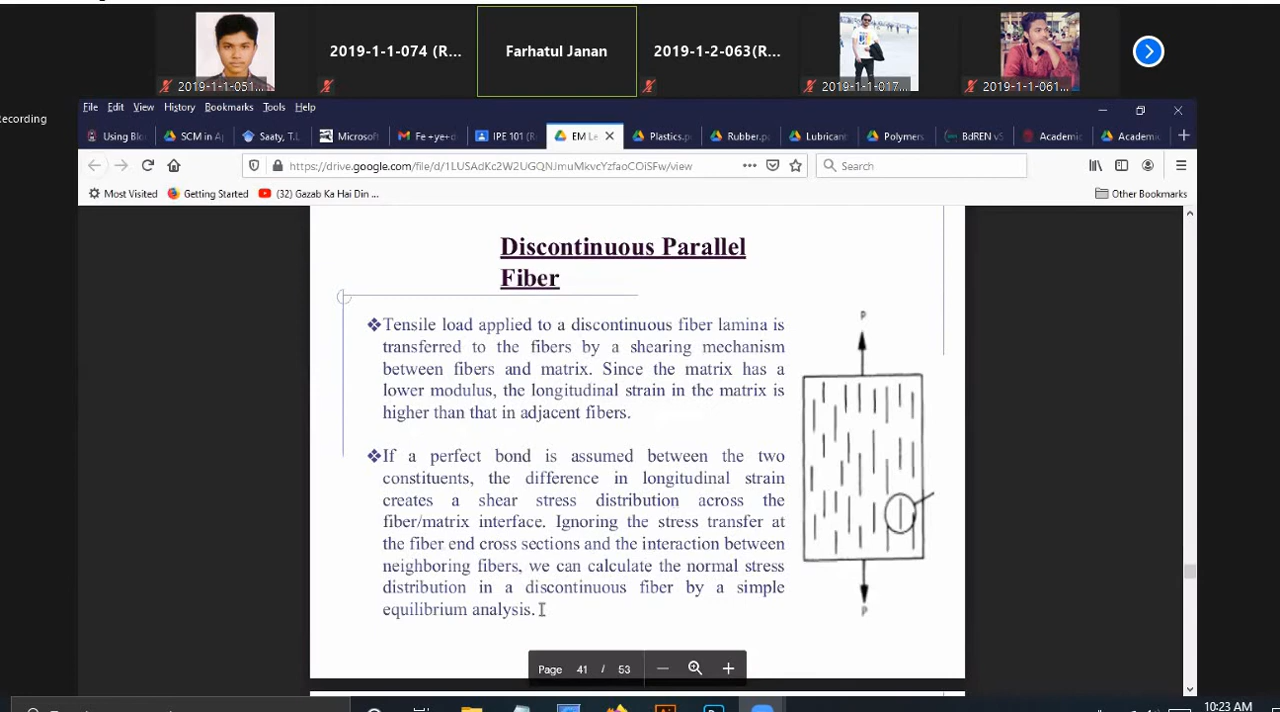 2019-1-1-051...
2019-1-1-074 (R...
Farhatul Janan
2019-1-2-063(R...
2019-1-1-017...
2019-1-1-061...
Recording
File Edit View History Bookmarks Tools Help
Using Blo
SCM in A
Saaty, T.L
Microsoft
Fe +ye+d
IPE 101 (R
EM Le
Plastics.p
Rubber.p
Lubricant
Polymers
BdREN v5
Academic
Academi
https://drive.google.com/file/d/1LUSAdKc2W2UGQNJmuMkvcYzfaoCOiSFw/view
Search
Most Visited Getting Started (32) Gazab Ka Hai Din ... Other Bookmarks
Discontinuous Parallel
Fiber
❖Tensile load applied to a discontinuous fiber lamina is
transferred to the fibers by a shearing mechanism
between fibers and matrix. Since the matrix has a
lower modulus, the longitudinal strain in the matrix is
higher than that in adjacent fibers.
❖If a perfect bond is assumed between the two
constituents, the difference in longitudinal strain
creates a shear stress distribution across the
fiber/matrix interface. Ignoring the stress transfer at
the fiber end cross sections and the interaction between
neighboring fibers, we can calculate the normal stress
distribution in a discontinuous fiber by a simple
equilibrium analysis.
P
P
Page 41 / 53
10:23 AM